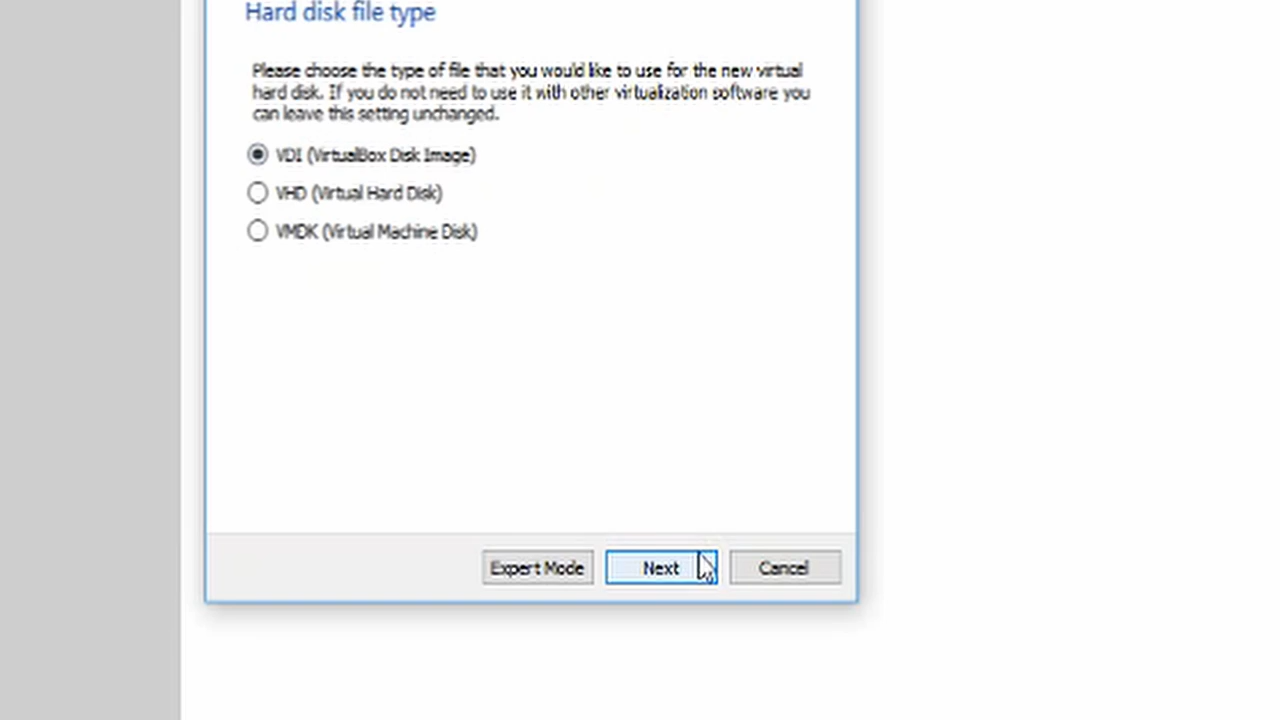 Hard disk file type
Please choose the type of file that you would like to use for the new virtual
hard disk. If you do not need to use it with other virtualization software you
can leave this setting unchanged.
VDI (VirtualBox Disk Image)
VHD (Virtual Hard Disk)
VMDK (Virtual Machine Disk)
Expert Mode
Next
Cancel